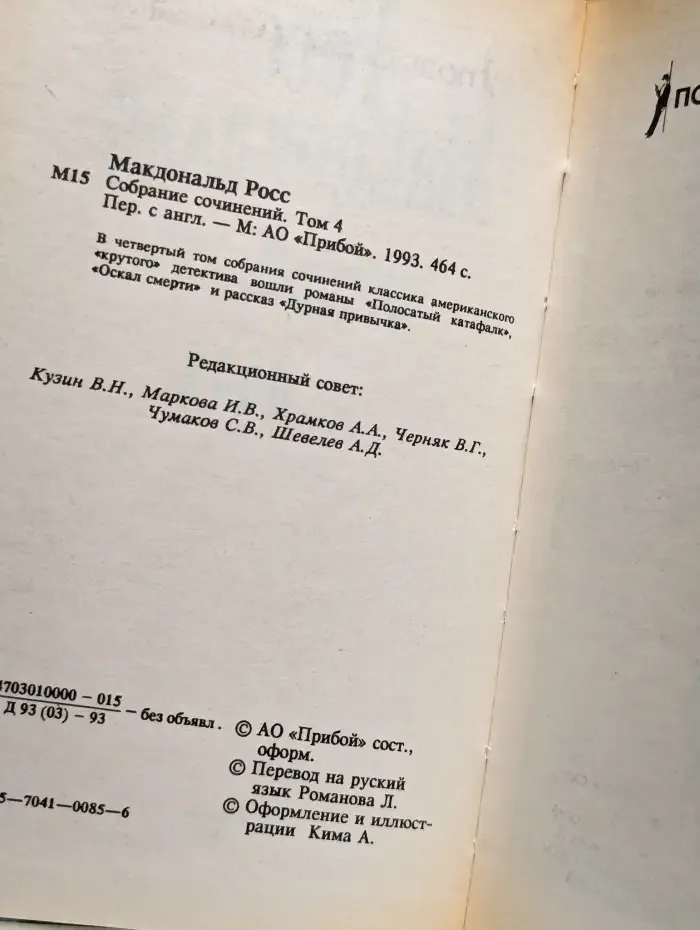 Макдональд Росс
М15 Собрание сочинений. Том 4
Пер. с англ. — М: АО «Прибой». 1993. 464 с.
В четвертый том собрания сочинений классика американского
«крутого» детектива вошли романы «Полосатый катафалк»,
«Оскал смерти» и рассказ «Дурная привычка».
Редакционный совет:
Кузин В.Н., Маркова И.В., Храмков А.А., Черняк В.Г.,
Чумаков С.В., Шевелев А.Д.
4703010000 – 015
Д 93 (03) – 93
– без объявл.
© АО «Прибой» сост.,
оформ.
© Перевод на руский
язык Романова Л.
© Оформление и иллюст-
рации Кима А.
5—7041—0085—6
ПО